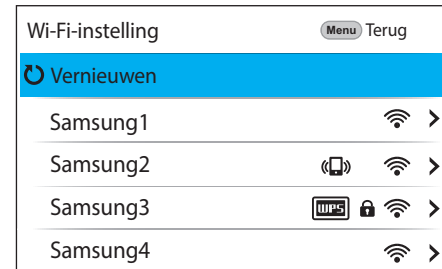 Wi-Fi-instelling Menu Terug
Vernieuwen
Samsung1
Samsung2
Samsung3 WPS
Samsung4